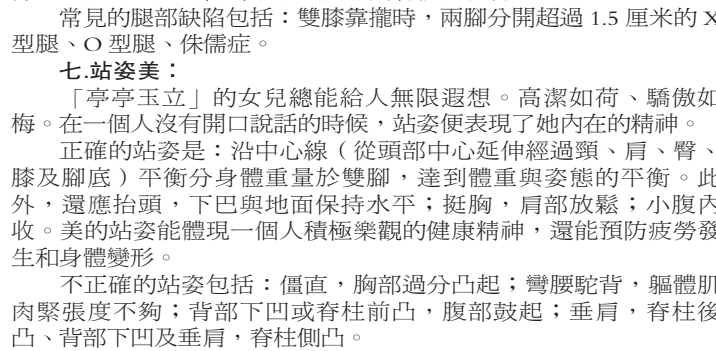 常見的腿部缺陷包括：雙膝靠攏時，兩腳分開超過 1.5 厘米的 X
型腿、O 型腿、侏儒症。
七.站姿美：
「亭亭玉立」的女兒總能給人無限遐想。高潔如荷、驕傲如
梅。在一個人沒有開口說話的時候，站姿便表現了她內在的精神。
正確的站姿是：沿中心線（從頭部中心延伸經過頸、肩、臀、
膝及腳底）平衡分身體重量於雙腳，達到體重與姿態的平衡。此
外，還應抬頭，下巴與地面保持水平；挺胸，肩部放鬆；小腹內
收。美的站姿能體現一個人積極樂觀的健康精神，還能預防疲勞發
生和身體變形。
不正確的站姿包括：僵直，胸部過分凸起；彎腰駝背，軀體肌
肉緊張度不夠；背部下凹或脊柱前凸，腹部鼓起；垂肩，脊柱後
凸、背部下凹及垂肩，脊柱側凸。